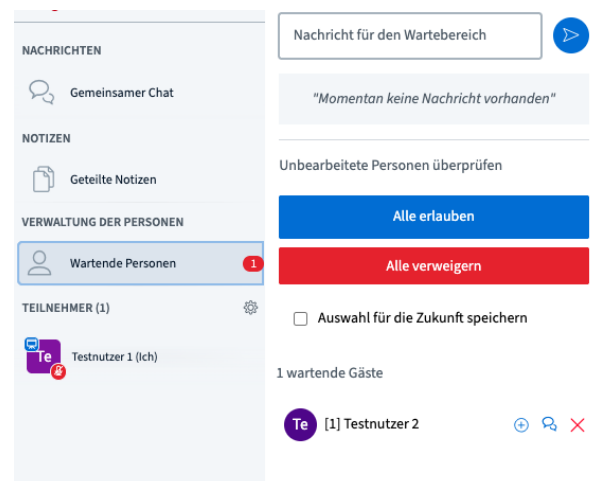 NACHRICHTEN
Gemeinsamer Chat
NOTIZEN
Geteilte Notizen
VERWALTUNG DER PERSONEN
Wartende Personen
1
TEILNEHMER (1)
Te
Testnutzer 1 (Ich)
Nachricht für den Wartebereich
"Momentan keine Nachricht vorhanden"
Unbearbeitete Personen überprüfen
Alle erlauben
Alle verweigern
Auswahl für die Zukunft speichern
1 wartende Gäste
Te
[1] Testnutzer 2